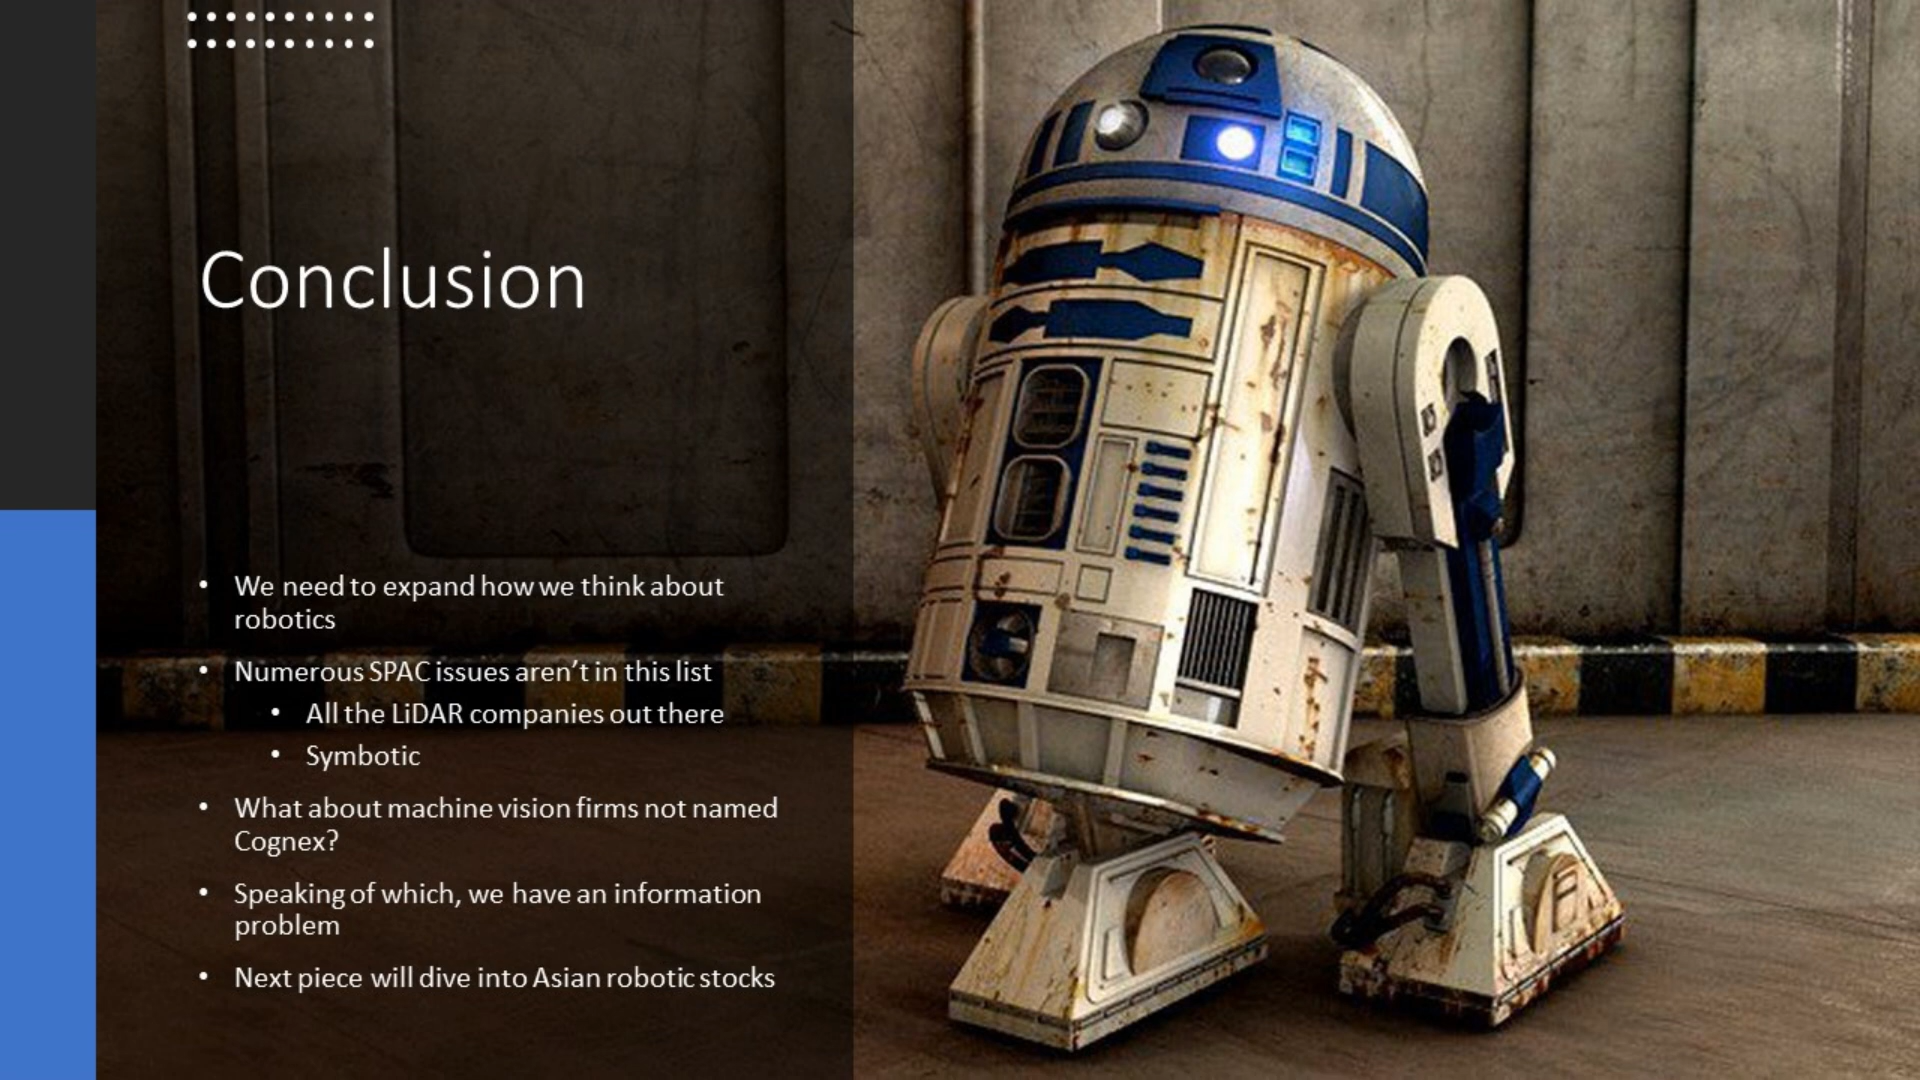 Conclusion
• We need to expand how we think about
robotics
• Numerous SPAC issues aren’t in this list
• All the LiDAR companies out there
• Symbotic
• What about machine vision firms not named
Cognex?
• Speaking of which, we have an information
problem
• Next piece will dive into Asian robotic stocks